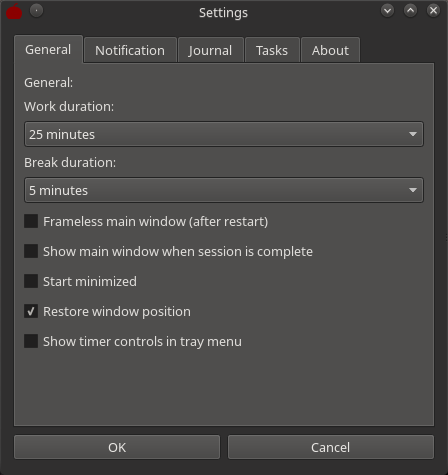 Settings
General
Notification
Journal
Tasks
About
General:
Work duration:
25 minutes
Break duration:
5 minutes
Frameless main window (after restart)
Show main window when session is complete
Start minimized
Restore window position
Show timer controls in tray menu
OK
Cancel